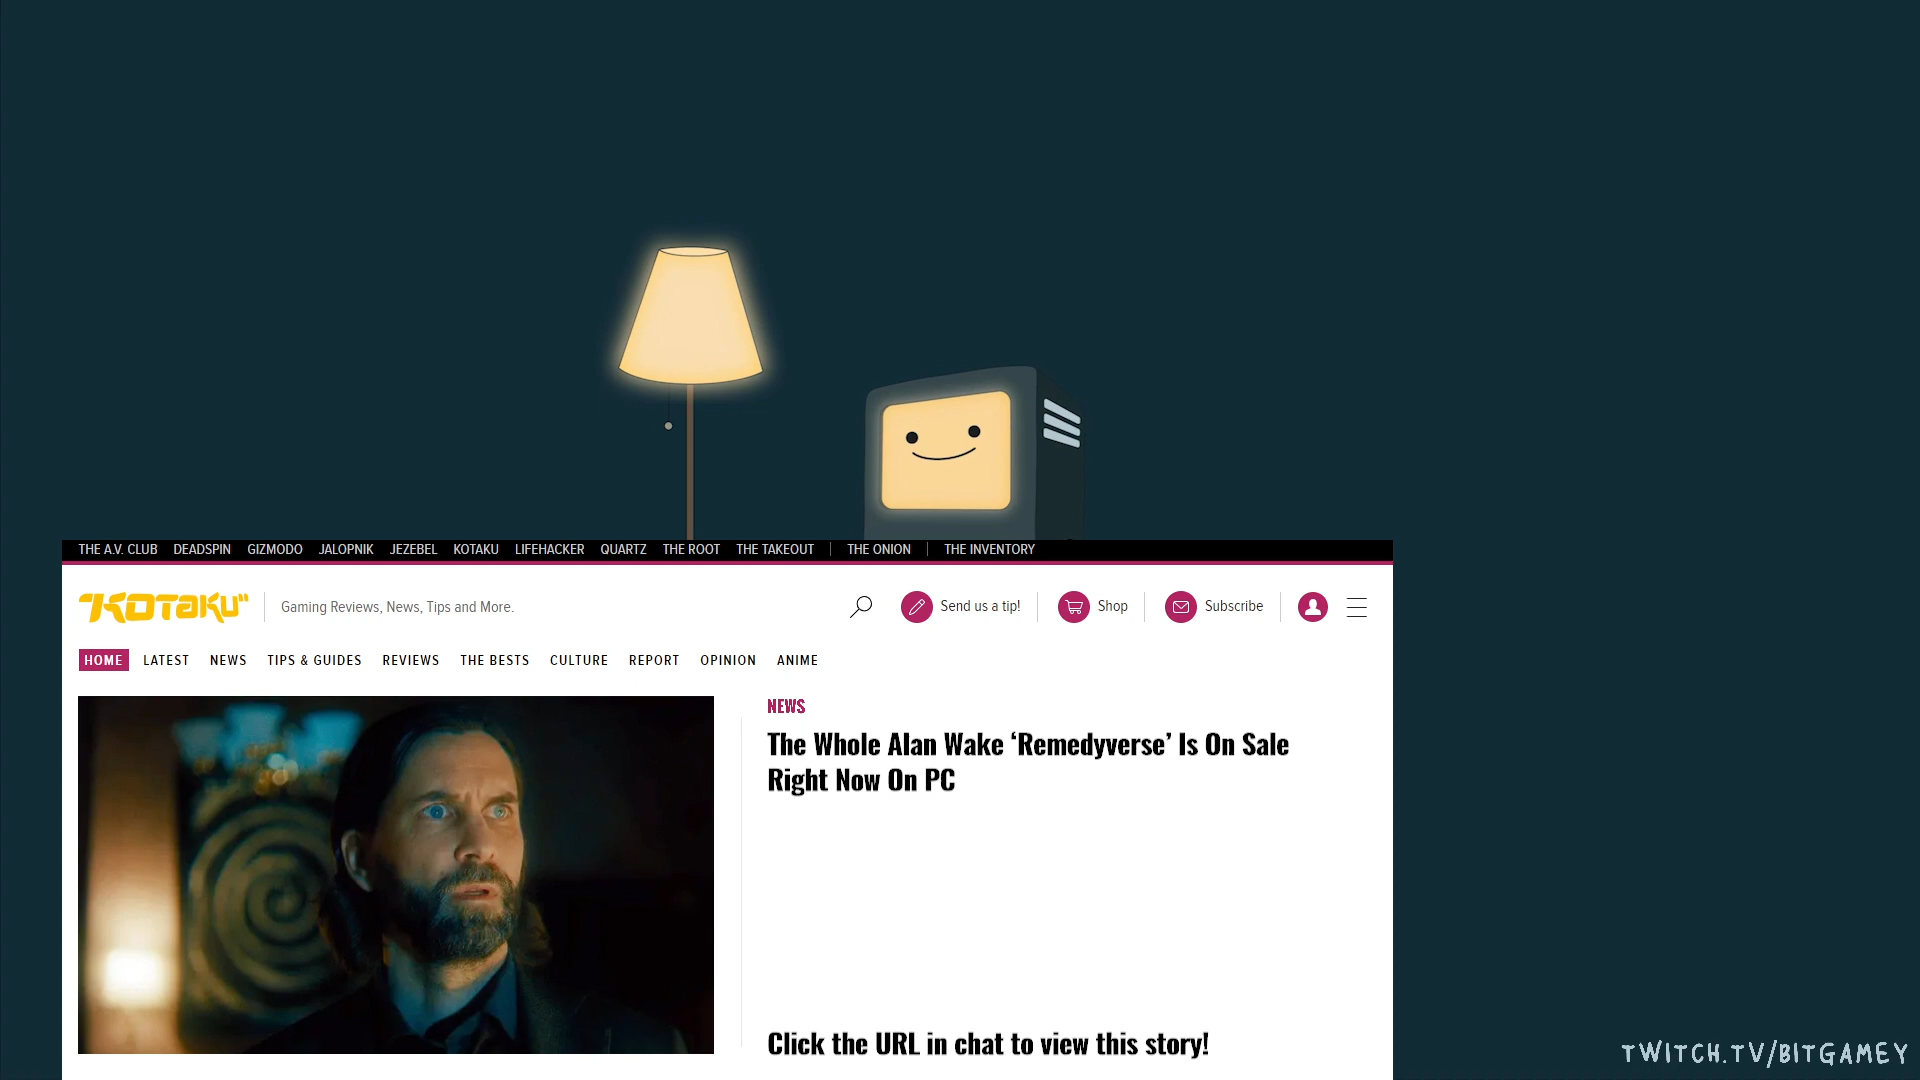 THE A.V. CLUB DEADSPIN GIZMODO JALOPNIK JEZEBEL KOTAKU LIFEHACKER QUARTZ THE ROOT THE TAKEOUT THE ONION THE INVENTORY
"KOTAKU" Gaming Reviews, News, Tips and More. Send us a tip! Shop Subscribe
HOME LATEST NEWS TIPS & GUIDES REVIEWS THE BESTS CULTURE REPORT OPINION ANIME
NEWS
The Whole Alan Wake ‘Remedyverse’ Is On Sale
Right Now On PC
Click the URL in chat to view this story!
TWITCH.TV/BITGAMEY